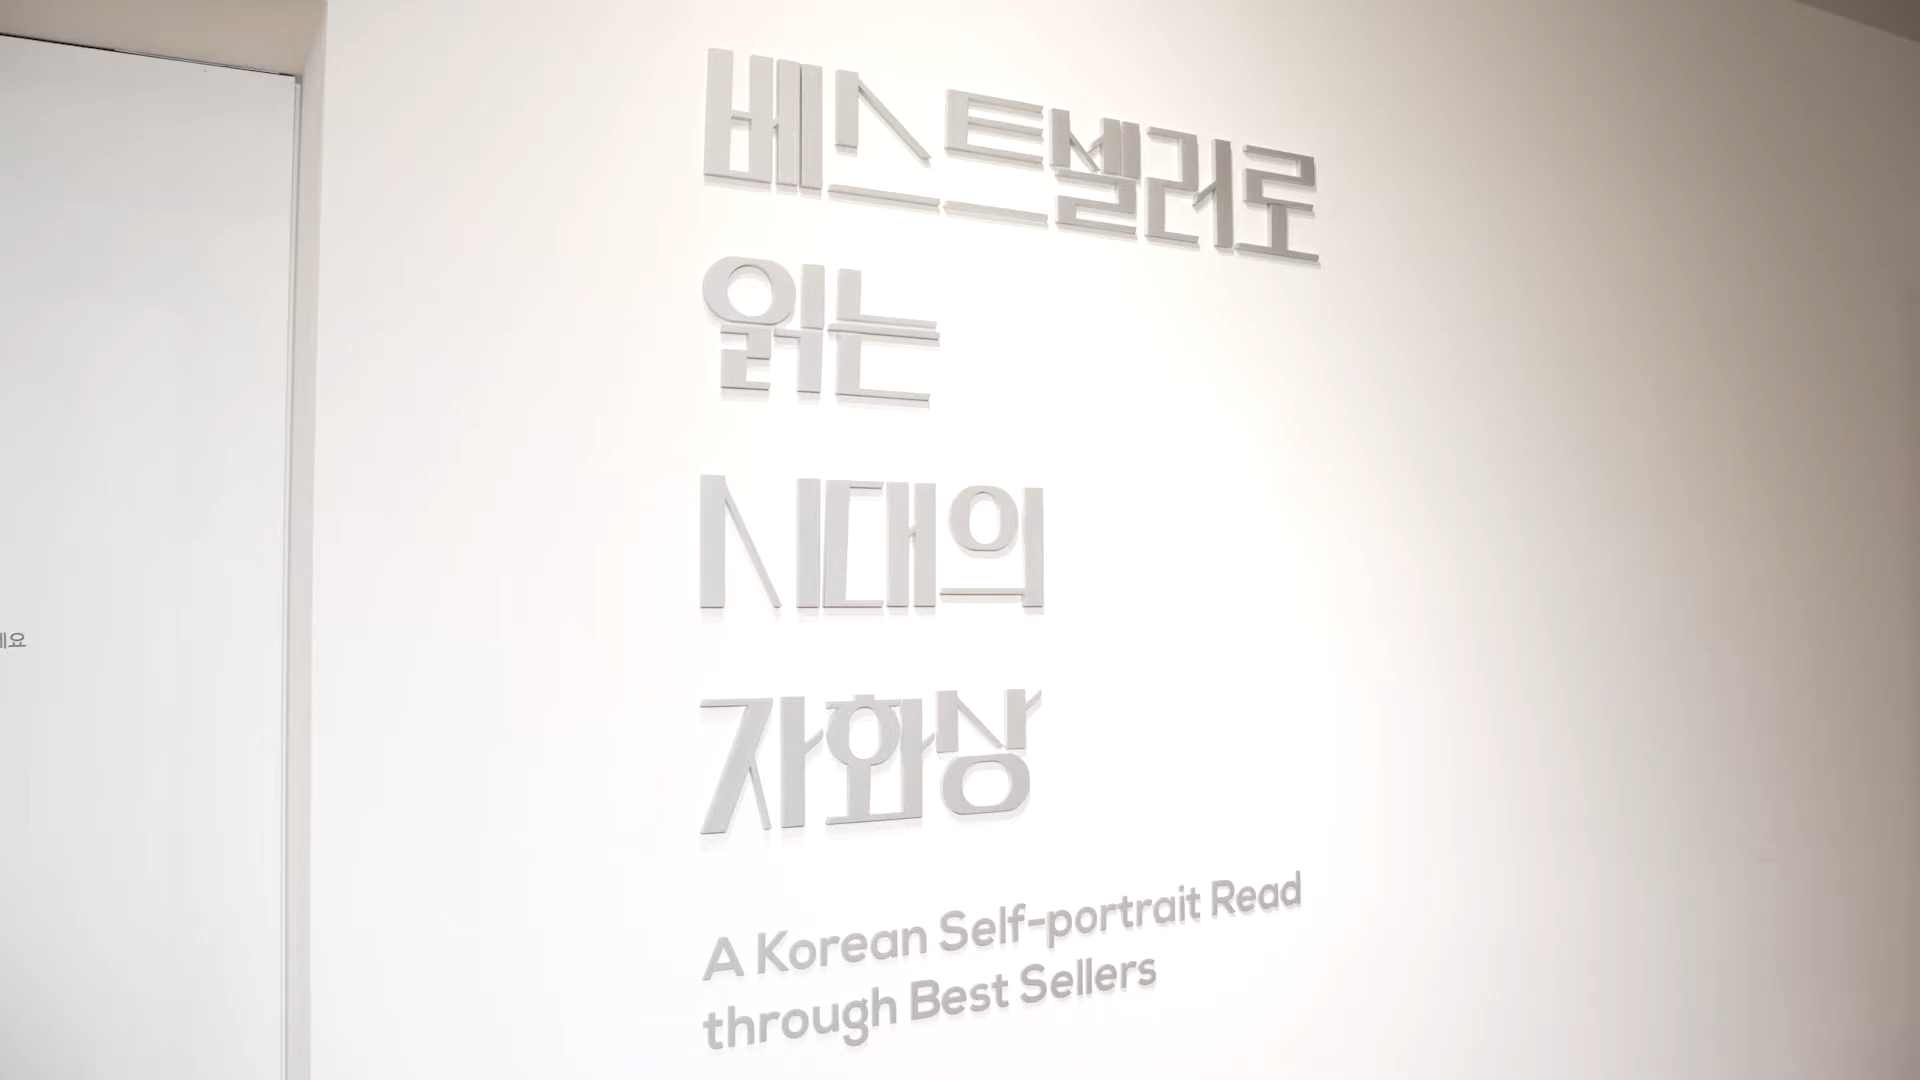 베스트셀러로
읽는
시대의
자화상
A Korean Self-portrait Read
through Best Sellers